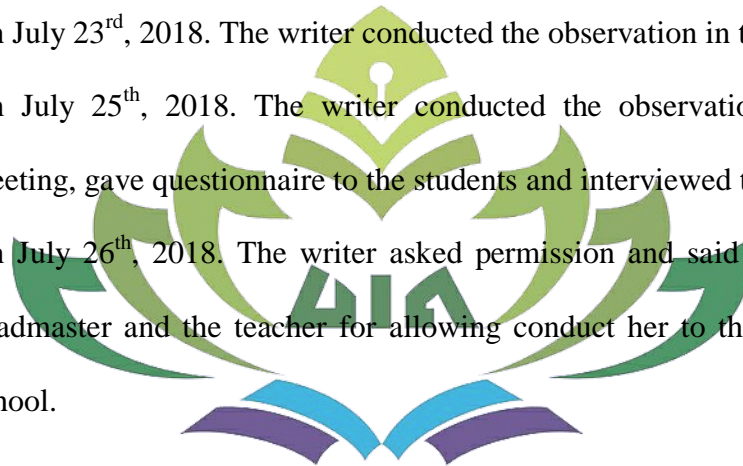 n July 23rd, 2018. The writer conducted the observation in t
n July 25th, 2018. The writer conducted the observatio
eeting, gave questionnaire to the students and interviewed t
n July 26th, 2018. The writer asked permission and said
UIN
admaster and the teacher for allowing conduct her to th
hool.